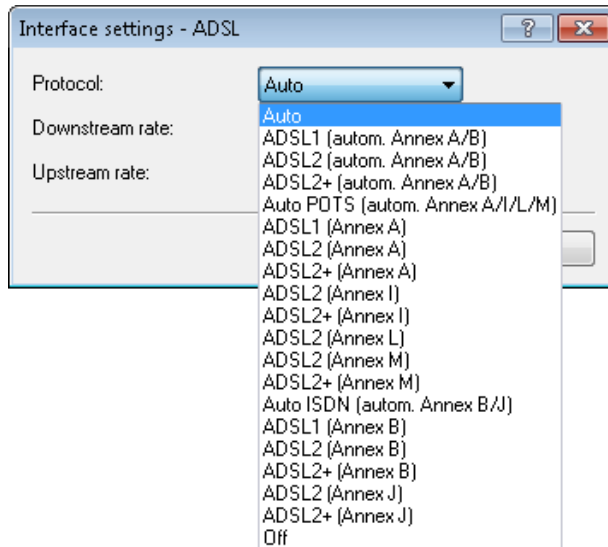 Interface settings - ADSL
Protocol:
Auto
Downstream rate:
Upstream rate:
Auto
ADSL1 (autom. Annex A/B)
ADSL2 (autom. Annex A/B)
ADSL2+ (autom. Annex A/B)
Auto POTS (autom. Annex A/I/L/M)
ADSL1 (Annex A)
ADSL2 (Annex A)
ADSL2+ (Annex A)
ADSL2 (Annex I)
ADSL2+ (Annex I)
ADSL2 (Annex L)
ADSL2 (Annex M)
ADSL2+ (Annex M)
Auto ISDN (autom. Annex B/J)
ADSL1 (Annex B)
ADSL2 (Annex B)
ADSL2+ (Annex B)
ADSL2 (Annex J)
ADSL2+ (Annex J)
Off